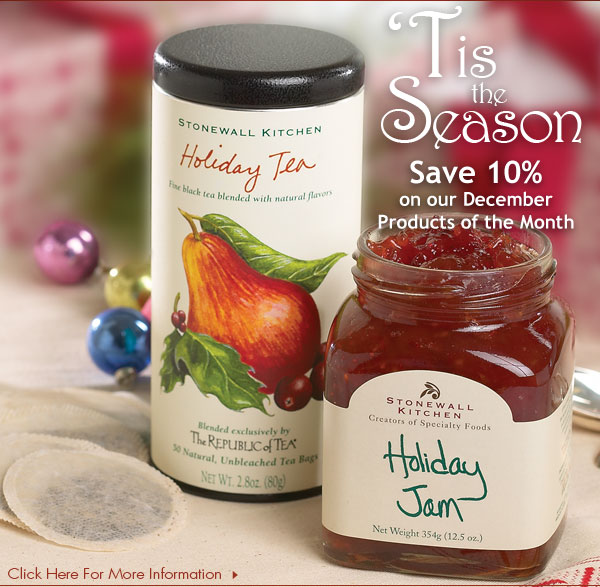 ‘Tis
the
Season
Save 10%
on our December
Products of the Month
STONEWALL KITCHEN
Holiday Tea
Fine black tea blended with natural flavors
Blended exclusively by
THE REPUBLIC of TEA
50 Natural, Unbleached Tea Bags
NET WT. 2.8oz. (80g)
STONEWALL
KITCHEN
Creators of Specialty Foods
Holiday
Jam
Net Weight 354g (12.5 oz.)
Click Here For More Information